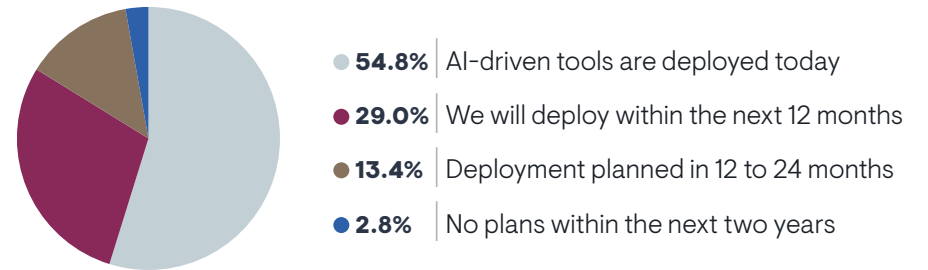 54.8% AI-driven tools are deployed today
29.0% We will deploy within the next 12 months
13.4% Deployment planned in 12 to 24 months
2.8% No plans within the next two years